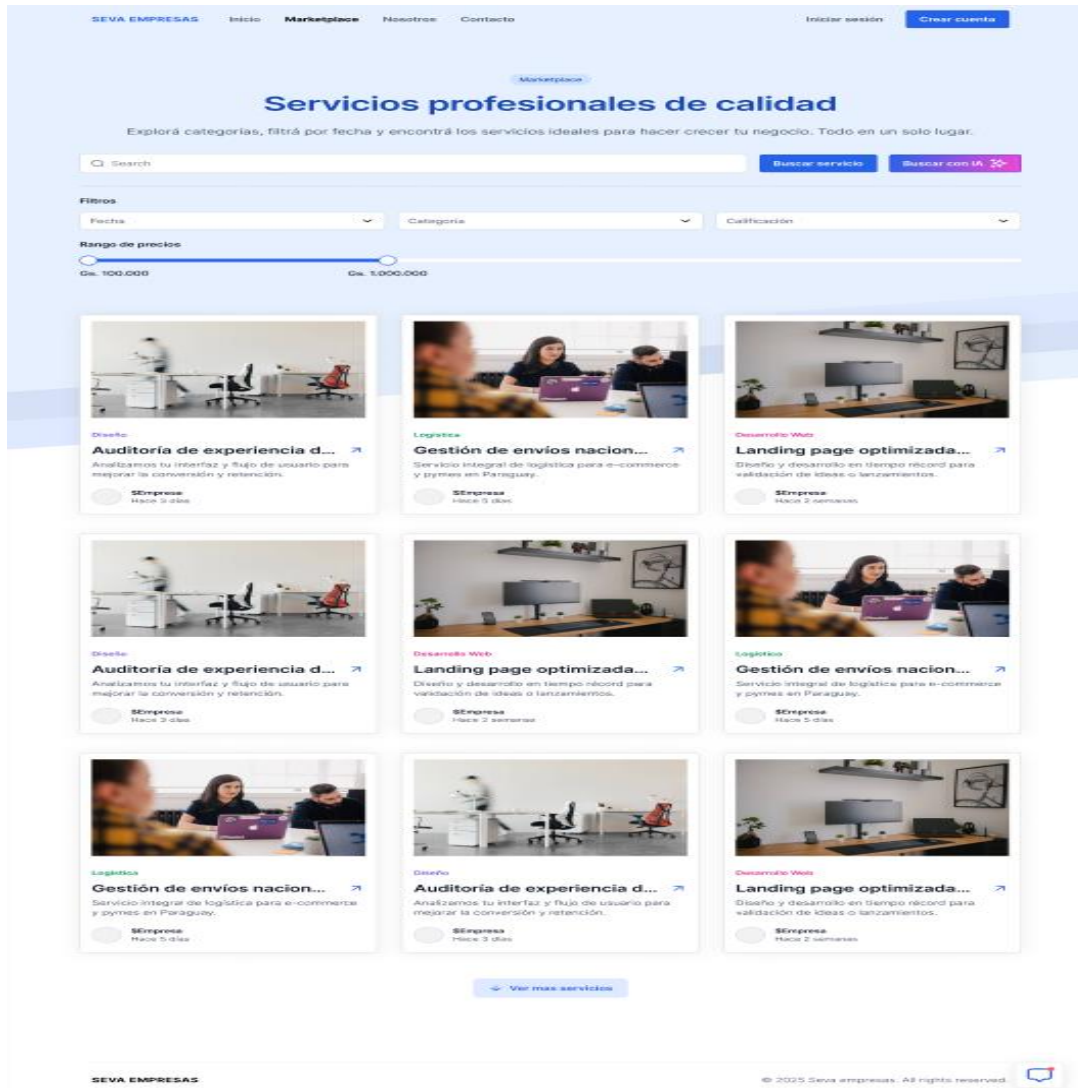 SEVA EMPRESAS Inicio Marketplace Nosotros Contacto Iniciar sesión Crear cuenta
Marketplace
Servicios profesionales de calidad
Explorá categorías, filtrá por fecha y encontrá los servicios ideales para hacer crecer tu negocio. Todo en un solo lugar.
Search Buscar servicio Buscar con IA
Filtros
Fecha Categoría Calificación
Rango de precios
Gs. 100.000 Gs. 1.000.000
Diseño
Auditoría de experiencia d...
Analizamos tu interfaz y flujo de usuario para
mejorar la conversión y retención.
$Empresa
Hace 3 días
Logística
Gestión de envíos nacion...
Servicio integral de logística para e-commerce
y pymes en Paraguay.
$Empresa
Hace 5 días
Desarrollo Web
Landing page optimizada...
Diseño y desarrollo en tiempo récord para
validación de ideas o lanzamientos.
$Empresa
Hace 2 semanas
Diseño
Auditoría de experiencia d...
Analizamos tu interfaz y flujo de usuario para
mejorar la conversión y retención.
$Empresa
Hace 3 días
Desarrollo Web
Landing page optimizada...
Diseño y desarrollo en tiempo récord para
validación de ideas o lanzamientos.
$Empresa
Hace 2 semanas
Logística
Gestión de envíos nacion...
Servicio integral de logística para e-commerce
y pymes en Paraguay.
$Empresa
Hace 5 días
Logística
Gestión de envíos nacion...
Servicio integral de logística para e-commerce
y pymes en Paraguay.
$Empresa
Hace 5 días
Diseño
Auditoría de experiencia d...
Analizamos tu interfaz y flujo de usuario para
mejorar la conversión y retención.
$Empresa
Hace 3 días
Desarrollo Web
Landing page optimizada...
Diseño y desarrollo en tiempo récord para
validación de ideas o lanzamientos.
$Empresa
Hace 2 semanas
Ver mas servicios
SEVA EMPRESAS © 2025 Seva empresas. All rights reserved.